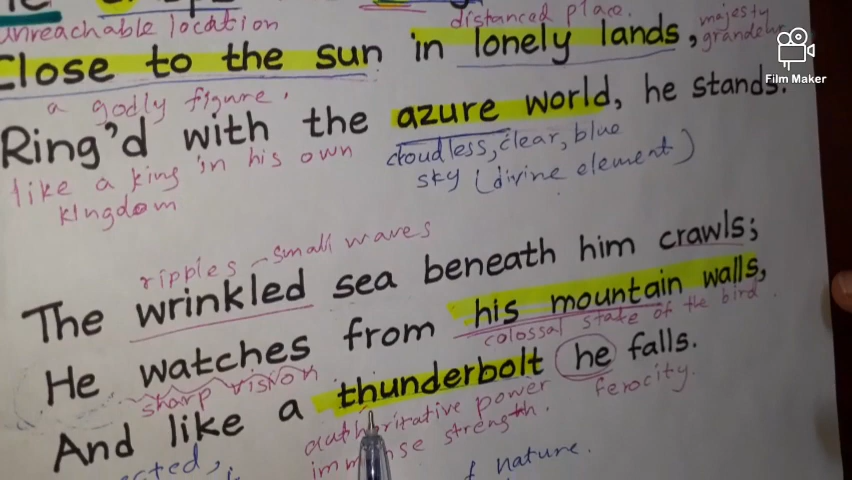 unreachable location
distanced place.
majesty
grandeur
Close to the sun in lonely lands,
Film Maker
a godly figure.
Ring'd with the azure world, he stands.
like a king in his own
kingdom
cloudless, clear, blue
sky (divine element)
ripples - small waves
The wrinkled sea beneath him crawls;
He watches from his mountain walls,
sharp vision
colossal state of the bird.
And like a thunderbolt he falls.
authoritative power
immense strength.
ferocity.
nature.